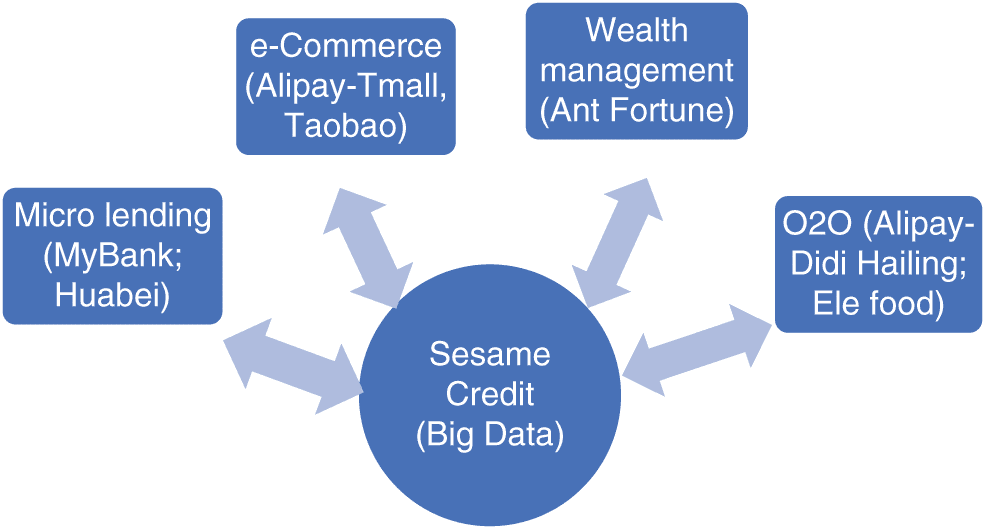 e-Commerce
(Alipay-Tmall,
Taobao)
Wealth
management
(Ant Fortune)
Micro lending
(MyBank;
Huabei)
O2O (Alipay-
Didi Hailing;
Ele food)
Sesame
Credit
(Big Data)